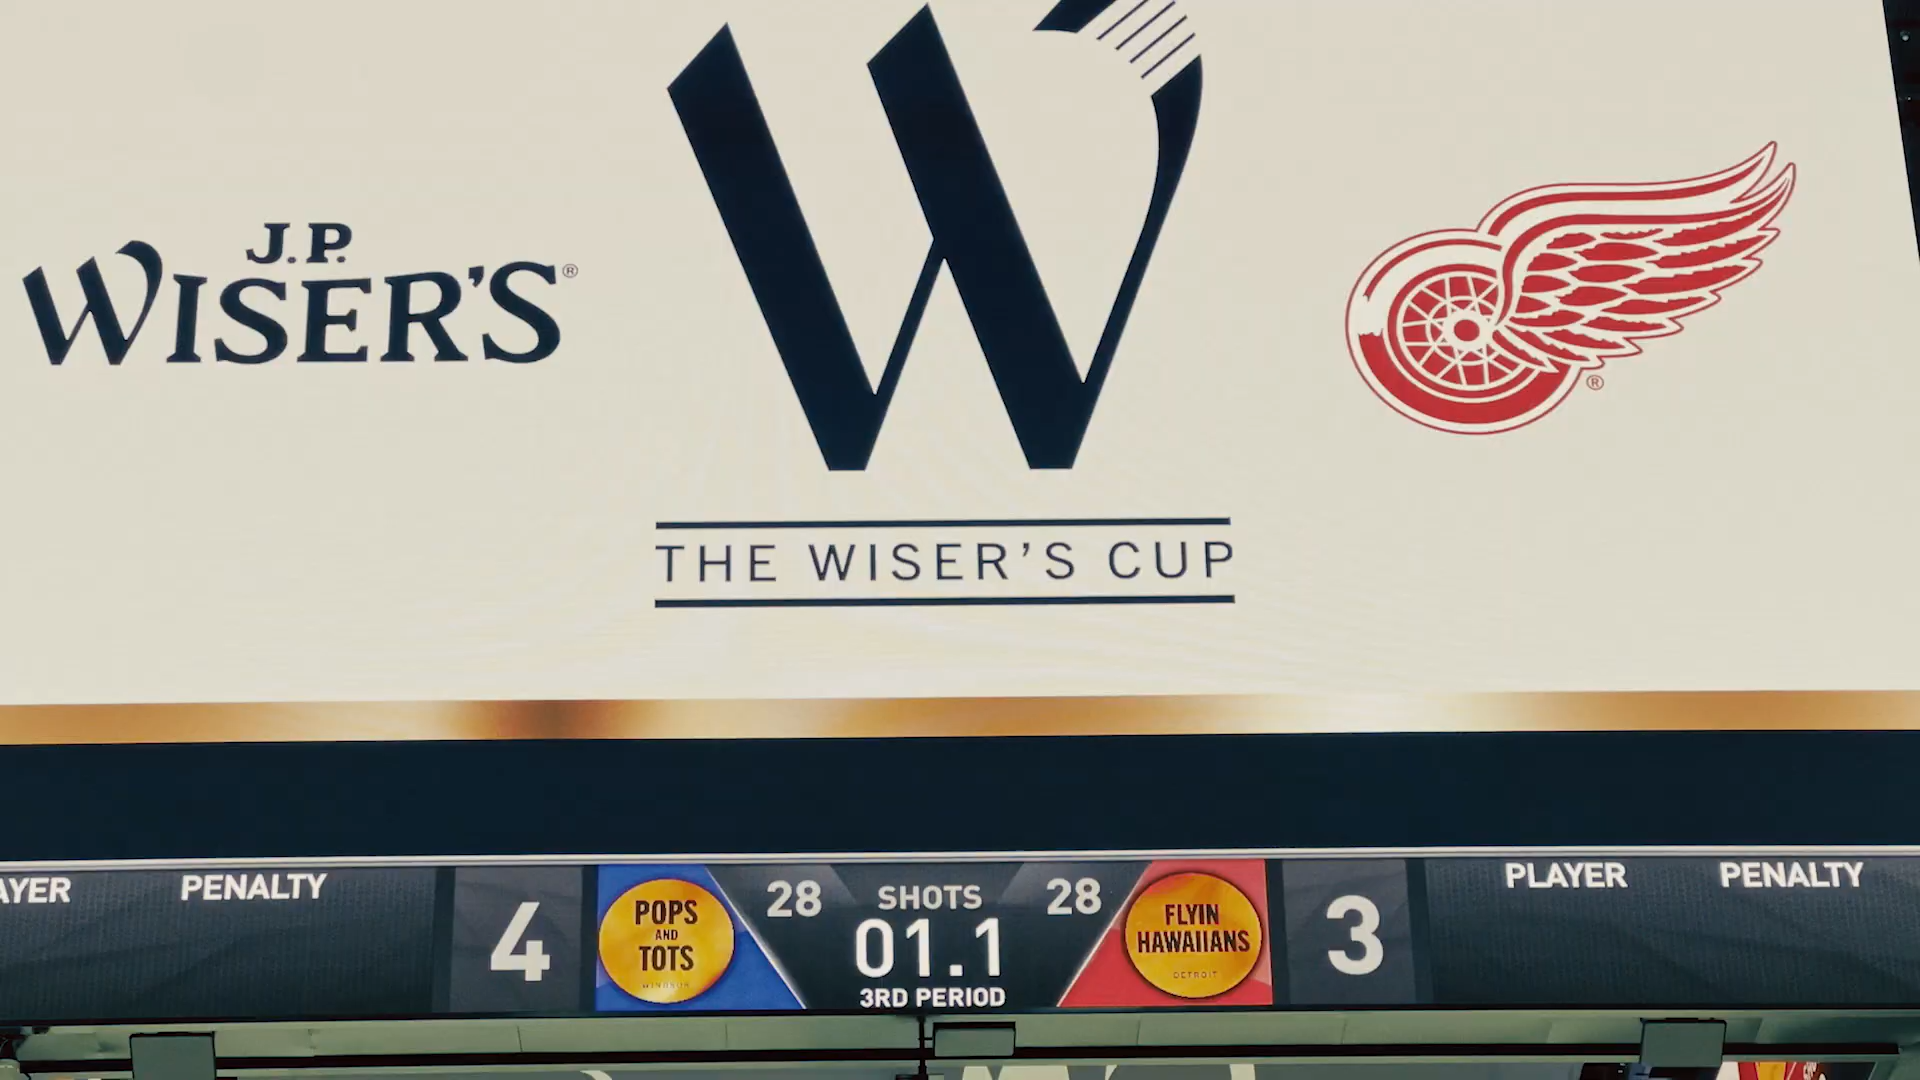 J.P.
WISER'S®
W
®
THE WISER'S CUP
PENALTY
4
POPS
AND
TOTS
WINDSOR
28
SHOTS
28
01.1
3RD PERIOD
FLYIN
HAWAIIANS
DETROIT
3
PLAYER
PENALTY